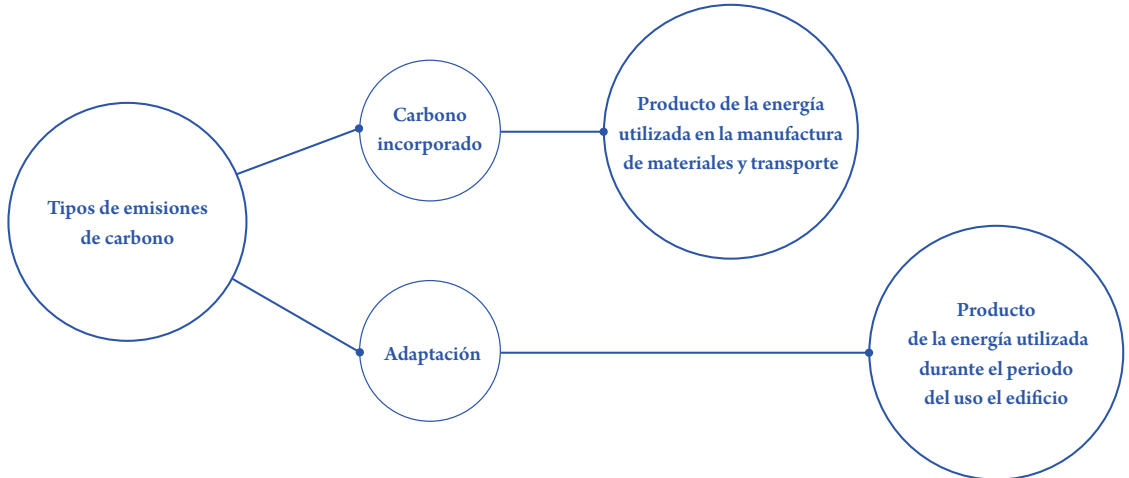 Tipos de emisiones
de carbono
Carbono
incorporado
Producto de la energía
utilizada en la manufactura
de materiales y transporte
Adaptación
Producto
de la energía utilizada
durante el periodo
del uso el edificio